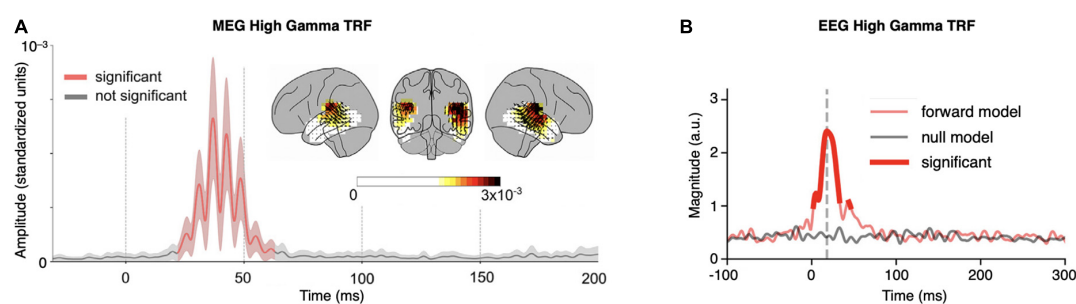 A
MEG High Gamma TRF
10⁻³
significant
not significant
0
3x10⁻³
Amplitude (standardized units)
0
0
50
100
150
200
Time (ms)
B
EEG High Gamma TRF
forward model
null model
significant
Magnitude (a.u.)
3
2
1
0
-100
0
100
200
300
Time (ms)